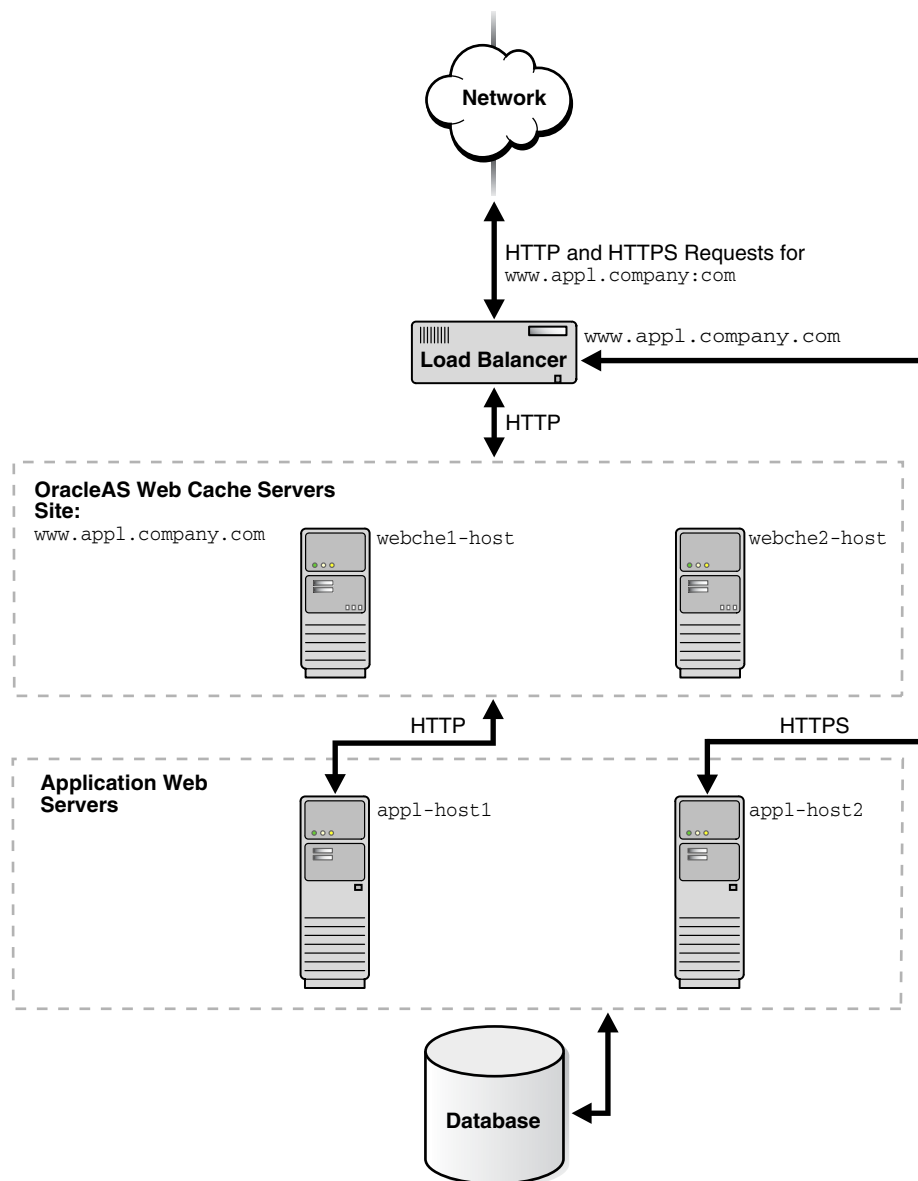 Network
HTTP and HTTPS Requests for
www.appl.company:com
www.appl.company.com
Load Balancer
HTTP
OracleAS Web Cache Servers
Site:
www.appl.company.com
webche1-host
webche2-host
HTTP
HTTPS
Application Web
Servers
appl-host1
appl-host2
Database